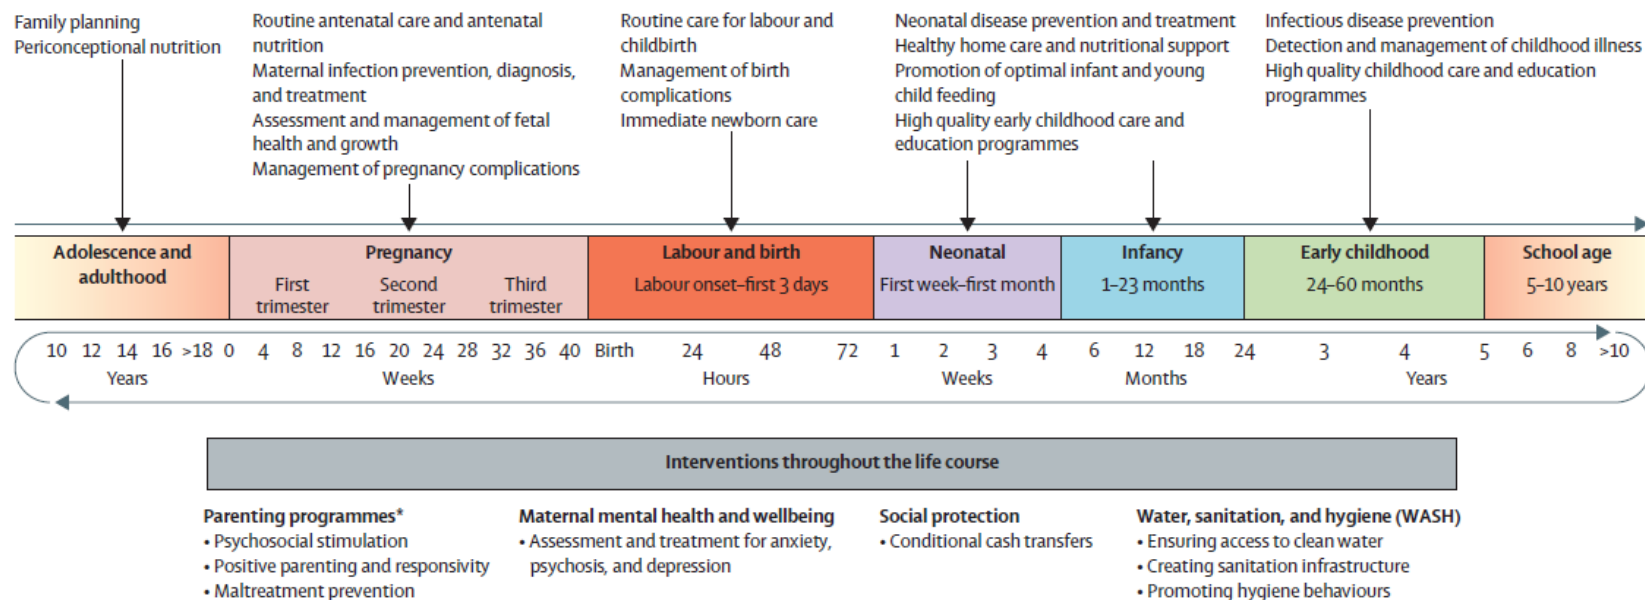 Family planning
Periconceptional nutrition
Routine antenatal care and antenatal
nutrition
Maternal infection prevention, diagnosis,
and treatment
Assessment and management of fetal
health and growth
Management of pregnancy complications
Routine care for labour and
childbirth
Management of birth
complications
Immediate newborn care
Neonatal disease prevention and treatment
Healthy home care and nutritional support
Promotion of optimal infant and young
child feeding
High quality early childhood care and
education programmes
Infectious disease prevention
Detection and management of childhood illness
High quality childhood care and education
programmes
Adolescence and
adulthood
Pregnancy
First
trimester
Second
trimester
Third
trimester
Labour and birth
Labour onset–first 3 days
Neonatal
First week–first month
Infancy
1–23 months
Early childhood
24–60 months
School age
5–10 years
10 12 14 16 >18 0 4 8 12 16 20 24 28 32 36 40 Birth 24 48 72 1 2 3 4 6 12 18 24 3 4 5 6 8 >10
Years Weeks Hours Weeks Months Years
Interventions throughout the life course
Parenting programmes*
• Psychosocial stimulation
• Positive parenting and responsivity
• Maltreatment prevention
Maternal mental health and wellbeing
• Assessment and treatment for anxiety,
psychosis, and depression
Social protection
• Conditional cash transfers
Water, sanitation, and hygiene (WASH)
• Ensuring access to clean water
• Creating sanitation infrastructure
• Promoting hygiene behaviours